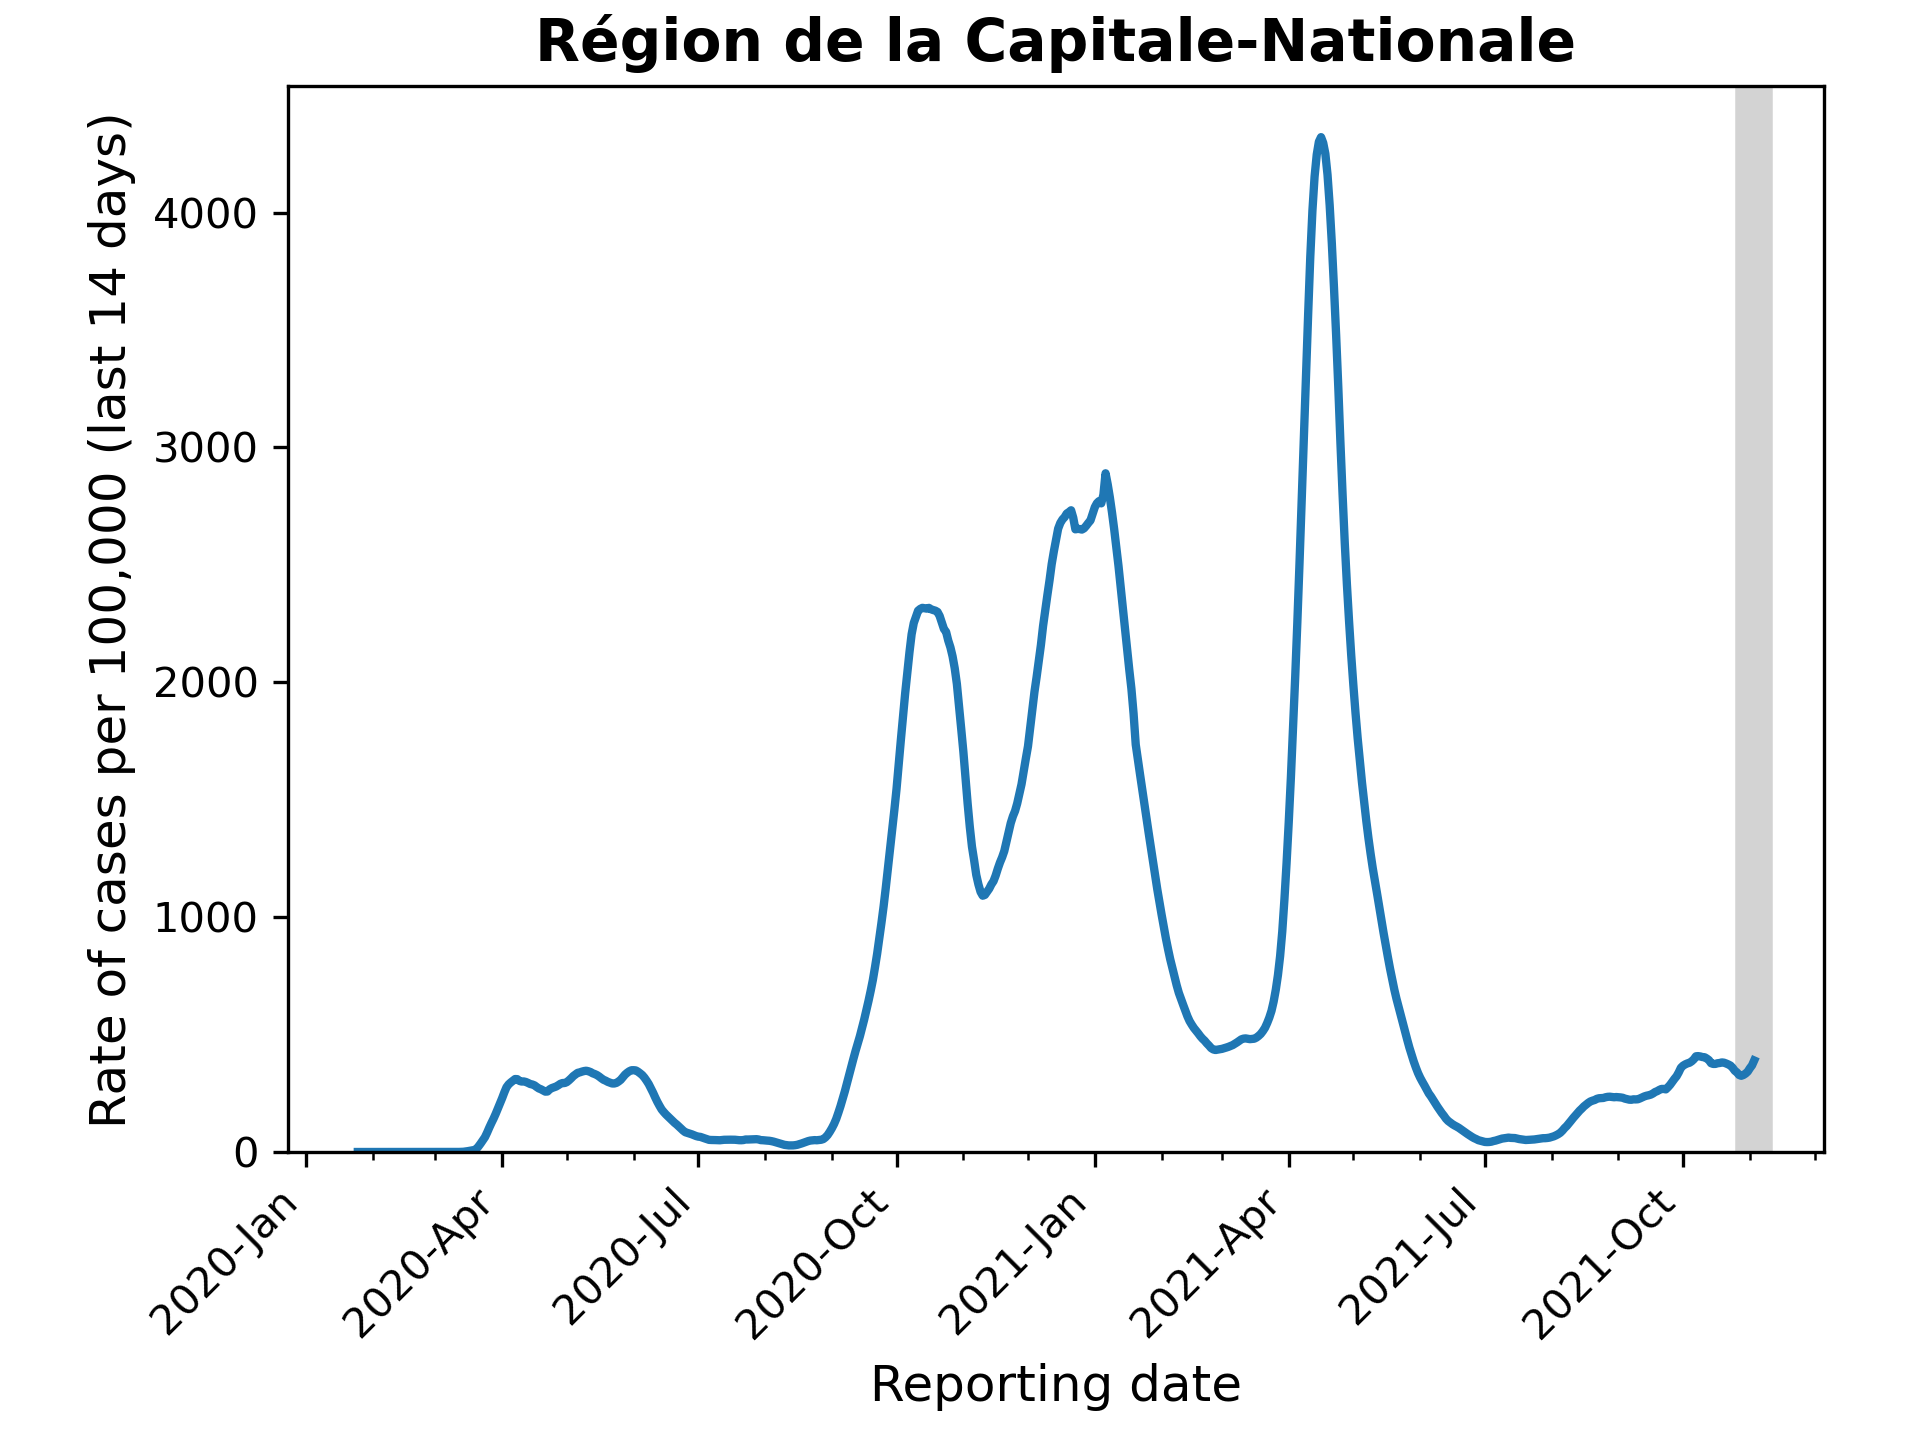 Région de la Capitale-Nationale
Rate of cases per 100,000 (last 14 days)
4000
3000
2000
1000
0
2020-Jan
2020-Apr
2020-Jul
2020-Oct
2021-Jan
2021-Apr
2021-Jul
2021-Oct
Reporting date